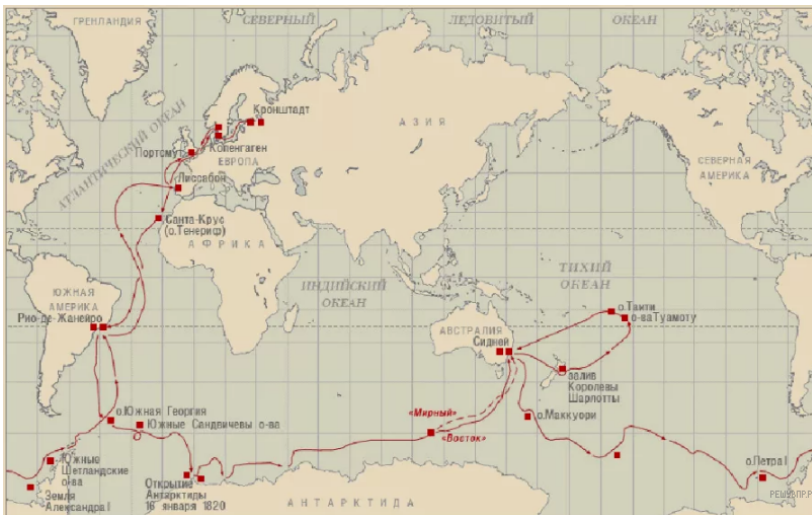 ГРЕНЛАНДИЯ
СЕВЕРНЫЙ
ЛЕДОВИТЫЙ
ОКЕАН
АТЛАНТИЧЕСКИЙ ОКЕАН
Кронштадт
АЗИЯ
Портсмут
Копенгаген
ЕВРОПА
СЕВЕРНАЯ
АМЕРИКА
Лиссабон
Санта-Крус
(о.Тенериф)
АФРИКА
ИНДИЙСКИЙ
ОКЕАН
ТИХИЙ
ОКЕАН
ЮЖНАЯ
АМЕРИКА
Рио-де-Жанейро
о.Таити
о-ва Туамоту
АВСТРАЛИЯ
Сидней
залив
Королевы
Шарлотты
о.Южная Георгия
Южные Сандвичевы о-ва
«Мирный»
«Восток»
о.Маккуори
Южные
Шетландские
о-ва
Земля
Александра I
Открытие
Антарктиды
16 января 1820
о.Петра I
АНТАРКТИДА